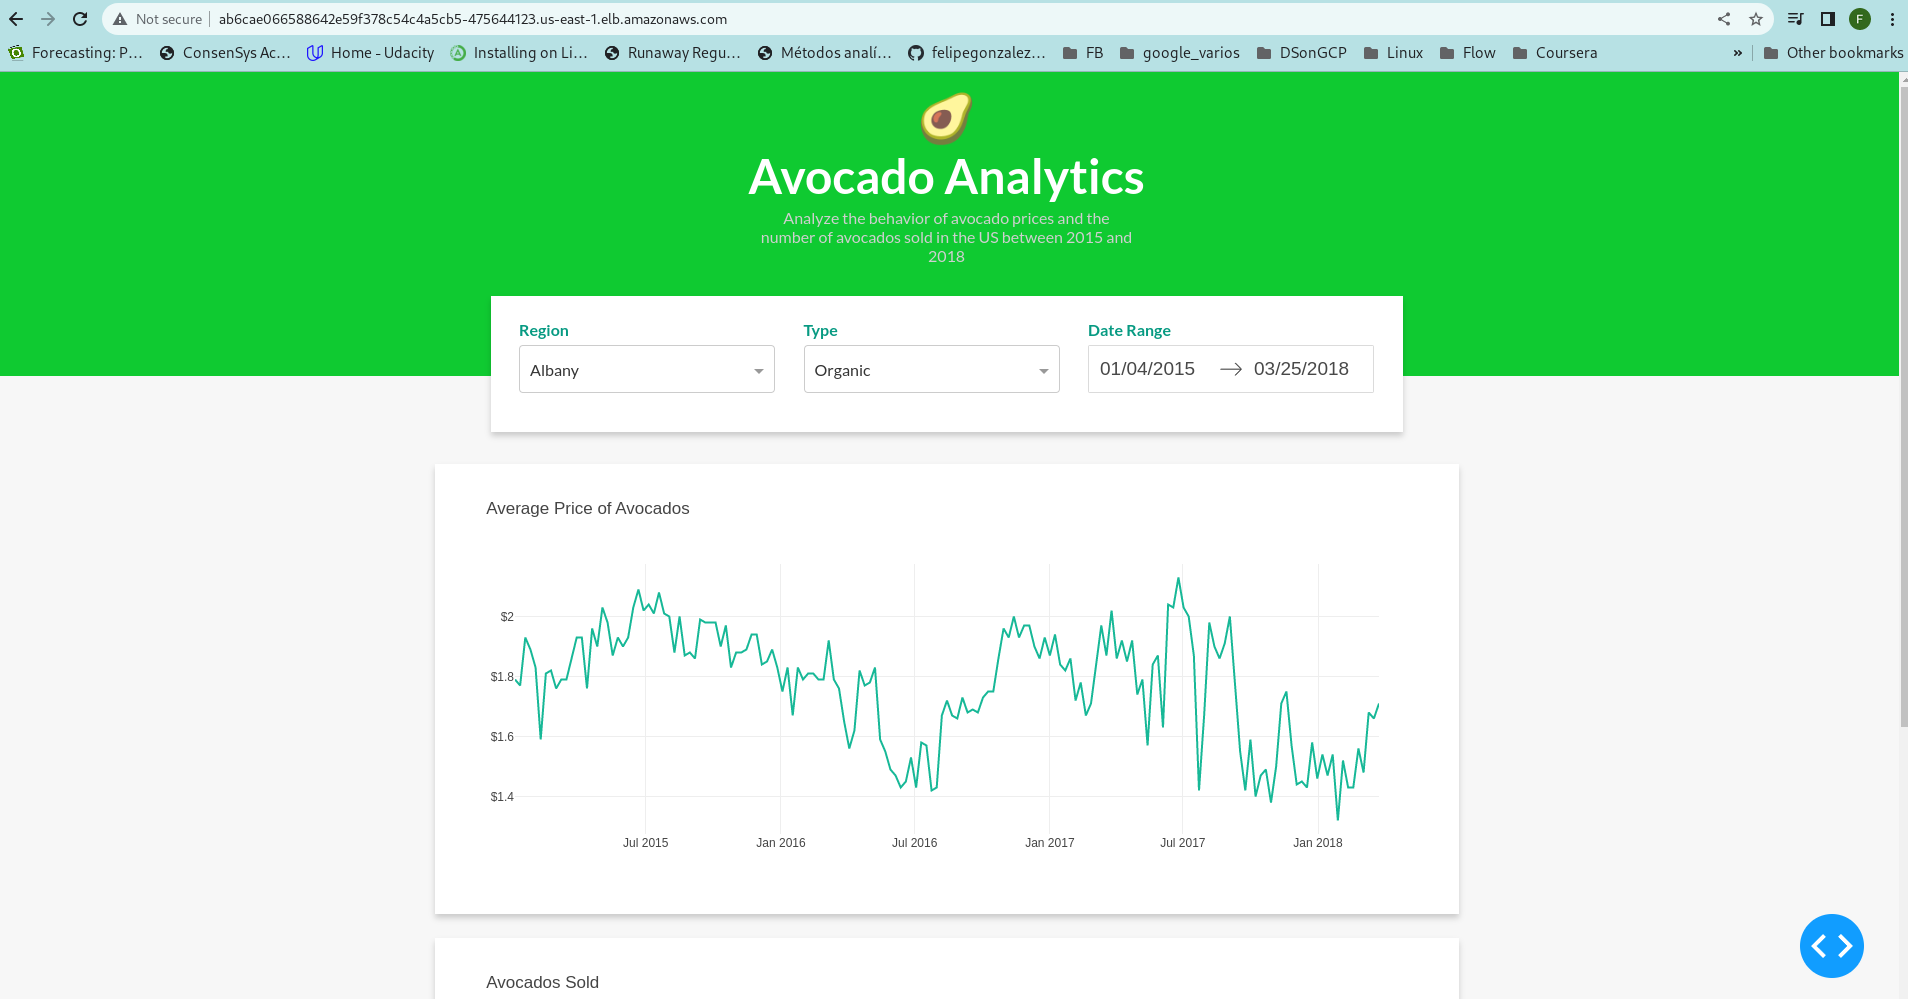 Not secure ab6cae066588642e59f378c54c4a5cb5-475644123.us-east-1.elb.amazonaws.com
F
Forecasting: P… ConsenSys Ac… Home - Udacity Installing on Li… Runaway Regu… Métodos analí… felipegonzalez… FB google_varios DSonGCP Linux Flow Coursera » Other bookmarks
Avocado Analytics
Analyze the behavior of avocado prices and the
number of avocados sold in the US between 2015 and
2018
Region Type Date Range
Albany Organic 01/04/2015 → 03/25/2018
Average Price of Avocados
$2
$1.8
$1.6
$1.4
Jul 2015 Jan 2016 Jul 2016 Jan 2017 Jul 2017 Jan 2018
Avocados Sold